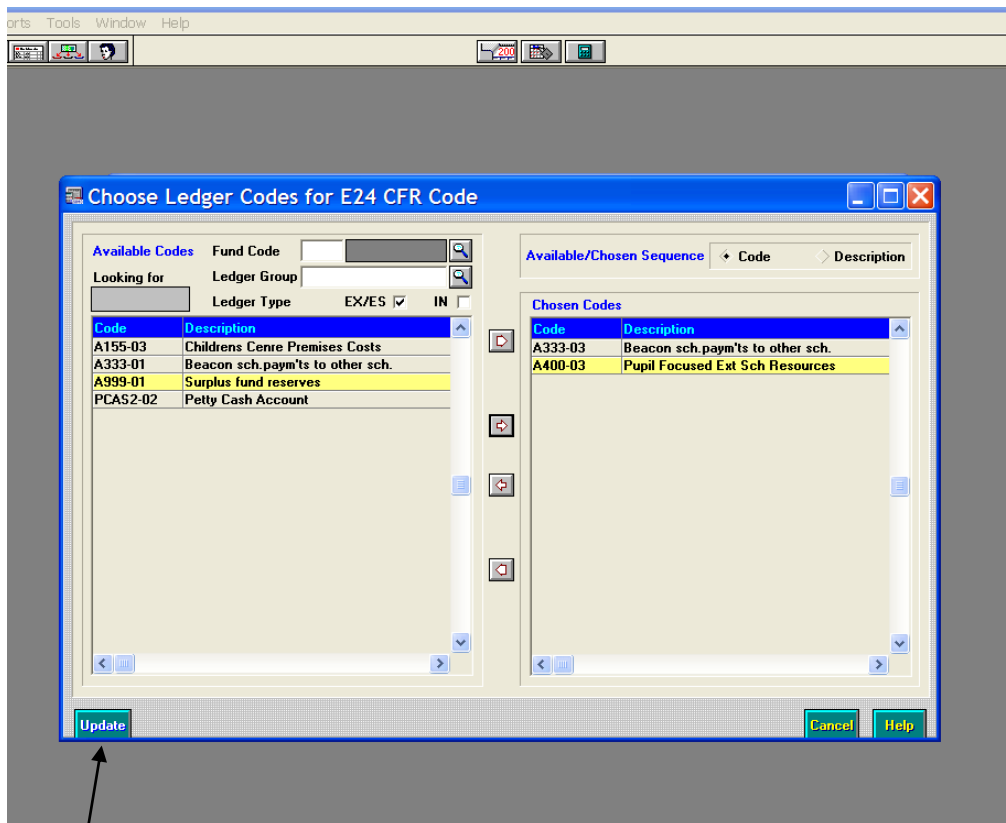 orts Tools Window Help
200
Choose Ledger Codes for E24 CFR Code
Available Codes Fund Code
Looking for Ledger Group
Ledger Type EX/ES IN
Code Description
A155-03 Childrens Cenre Premises Costs
A333-01 Beacon sch.paym'ts to other sch.
A999-01 Surplus fund reserves
PCAS2-02 Petty Cash Account
Available/Chosen Sequence Code Description
Chosen Codes
Code Description
A333-03 Beacon sch.paym'ts to other sch.
A400-03 Pupil Focused Ext Sch Resources
Update Cancel Help